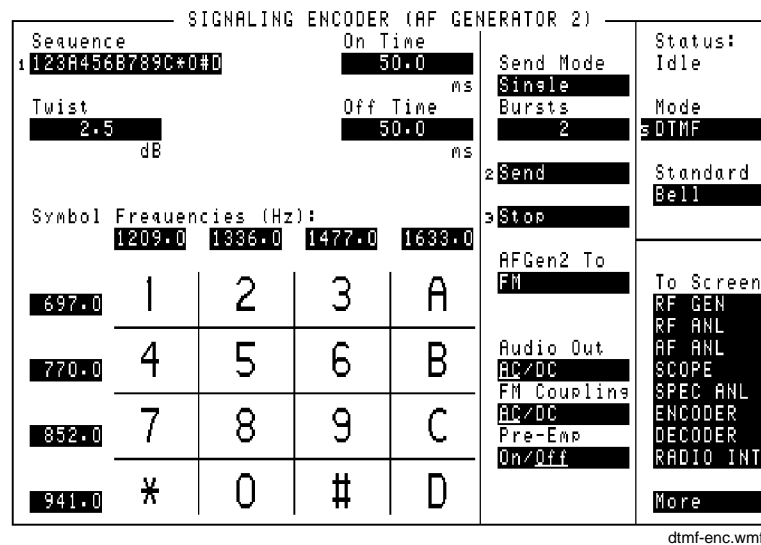 SIGNALING ENCODER (AF GENERATOR 2)
Sequence
1 123A456B789C*0#D
On Time
50.0
ms
Twist
2.5
dB
Off Time
50.0
ms
Symbol Frequencies (Hz):
1209.0 1336.0 1477.0 1633.0
697.0 1 2 3 A
770.0 4 5 6 B
852.0 7 8 9 C
941.0 * 0 # D
Send Mode
Single
Bursts
2
2 Send
3 Stop
AFGen2 To
FM
Audio Out
AC/DC
FM Coupling
AC/DC
Pre-Emp
On/Off
Status:
Idle
Mode
5 DTMF
Standard
Bell
To Screen
RF GEN
RF ANL
AF ANL
SCOPE
SPEC ANL
ENCODER
DECODER
RADIO INT
More
dtmf-enc.wmf